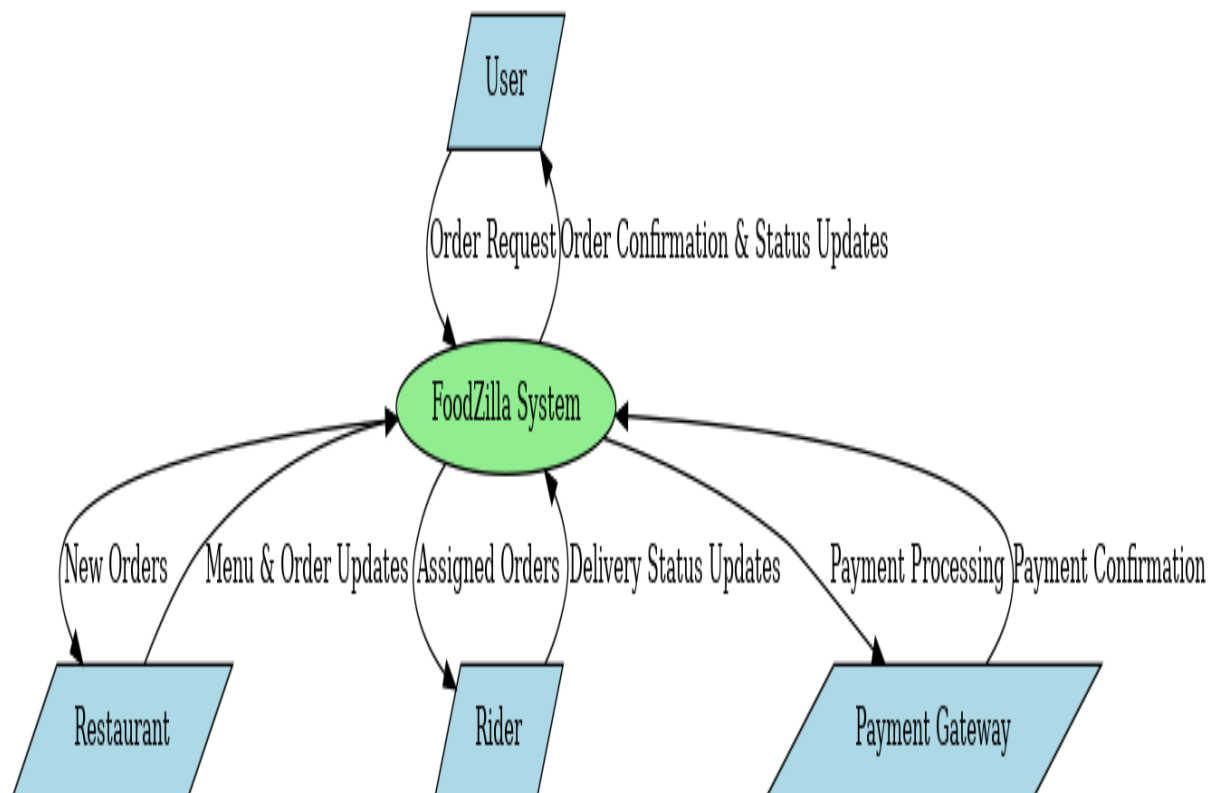 User
Order Request
Order Confirmation & Status Updates
FoodZilla System
New Orders
Menu & Order Updates
Assigned Orders
Delivery Status Updates
Payment Processing
Payment Confirmation
Restaurant
Rider
Payment Gateway